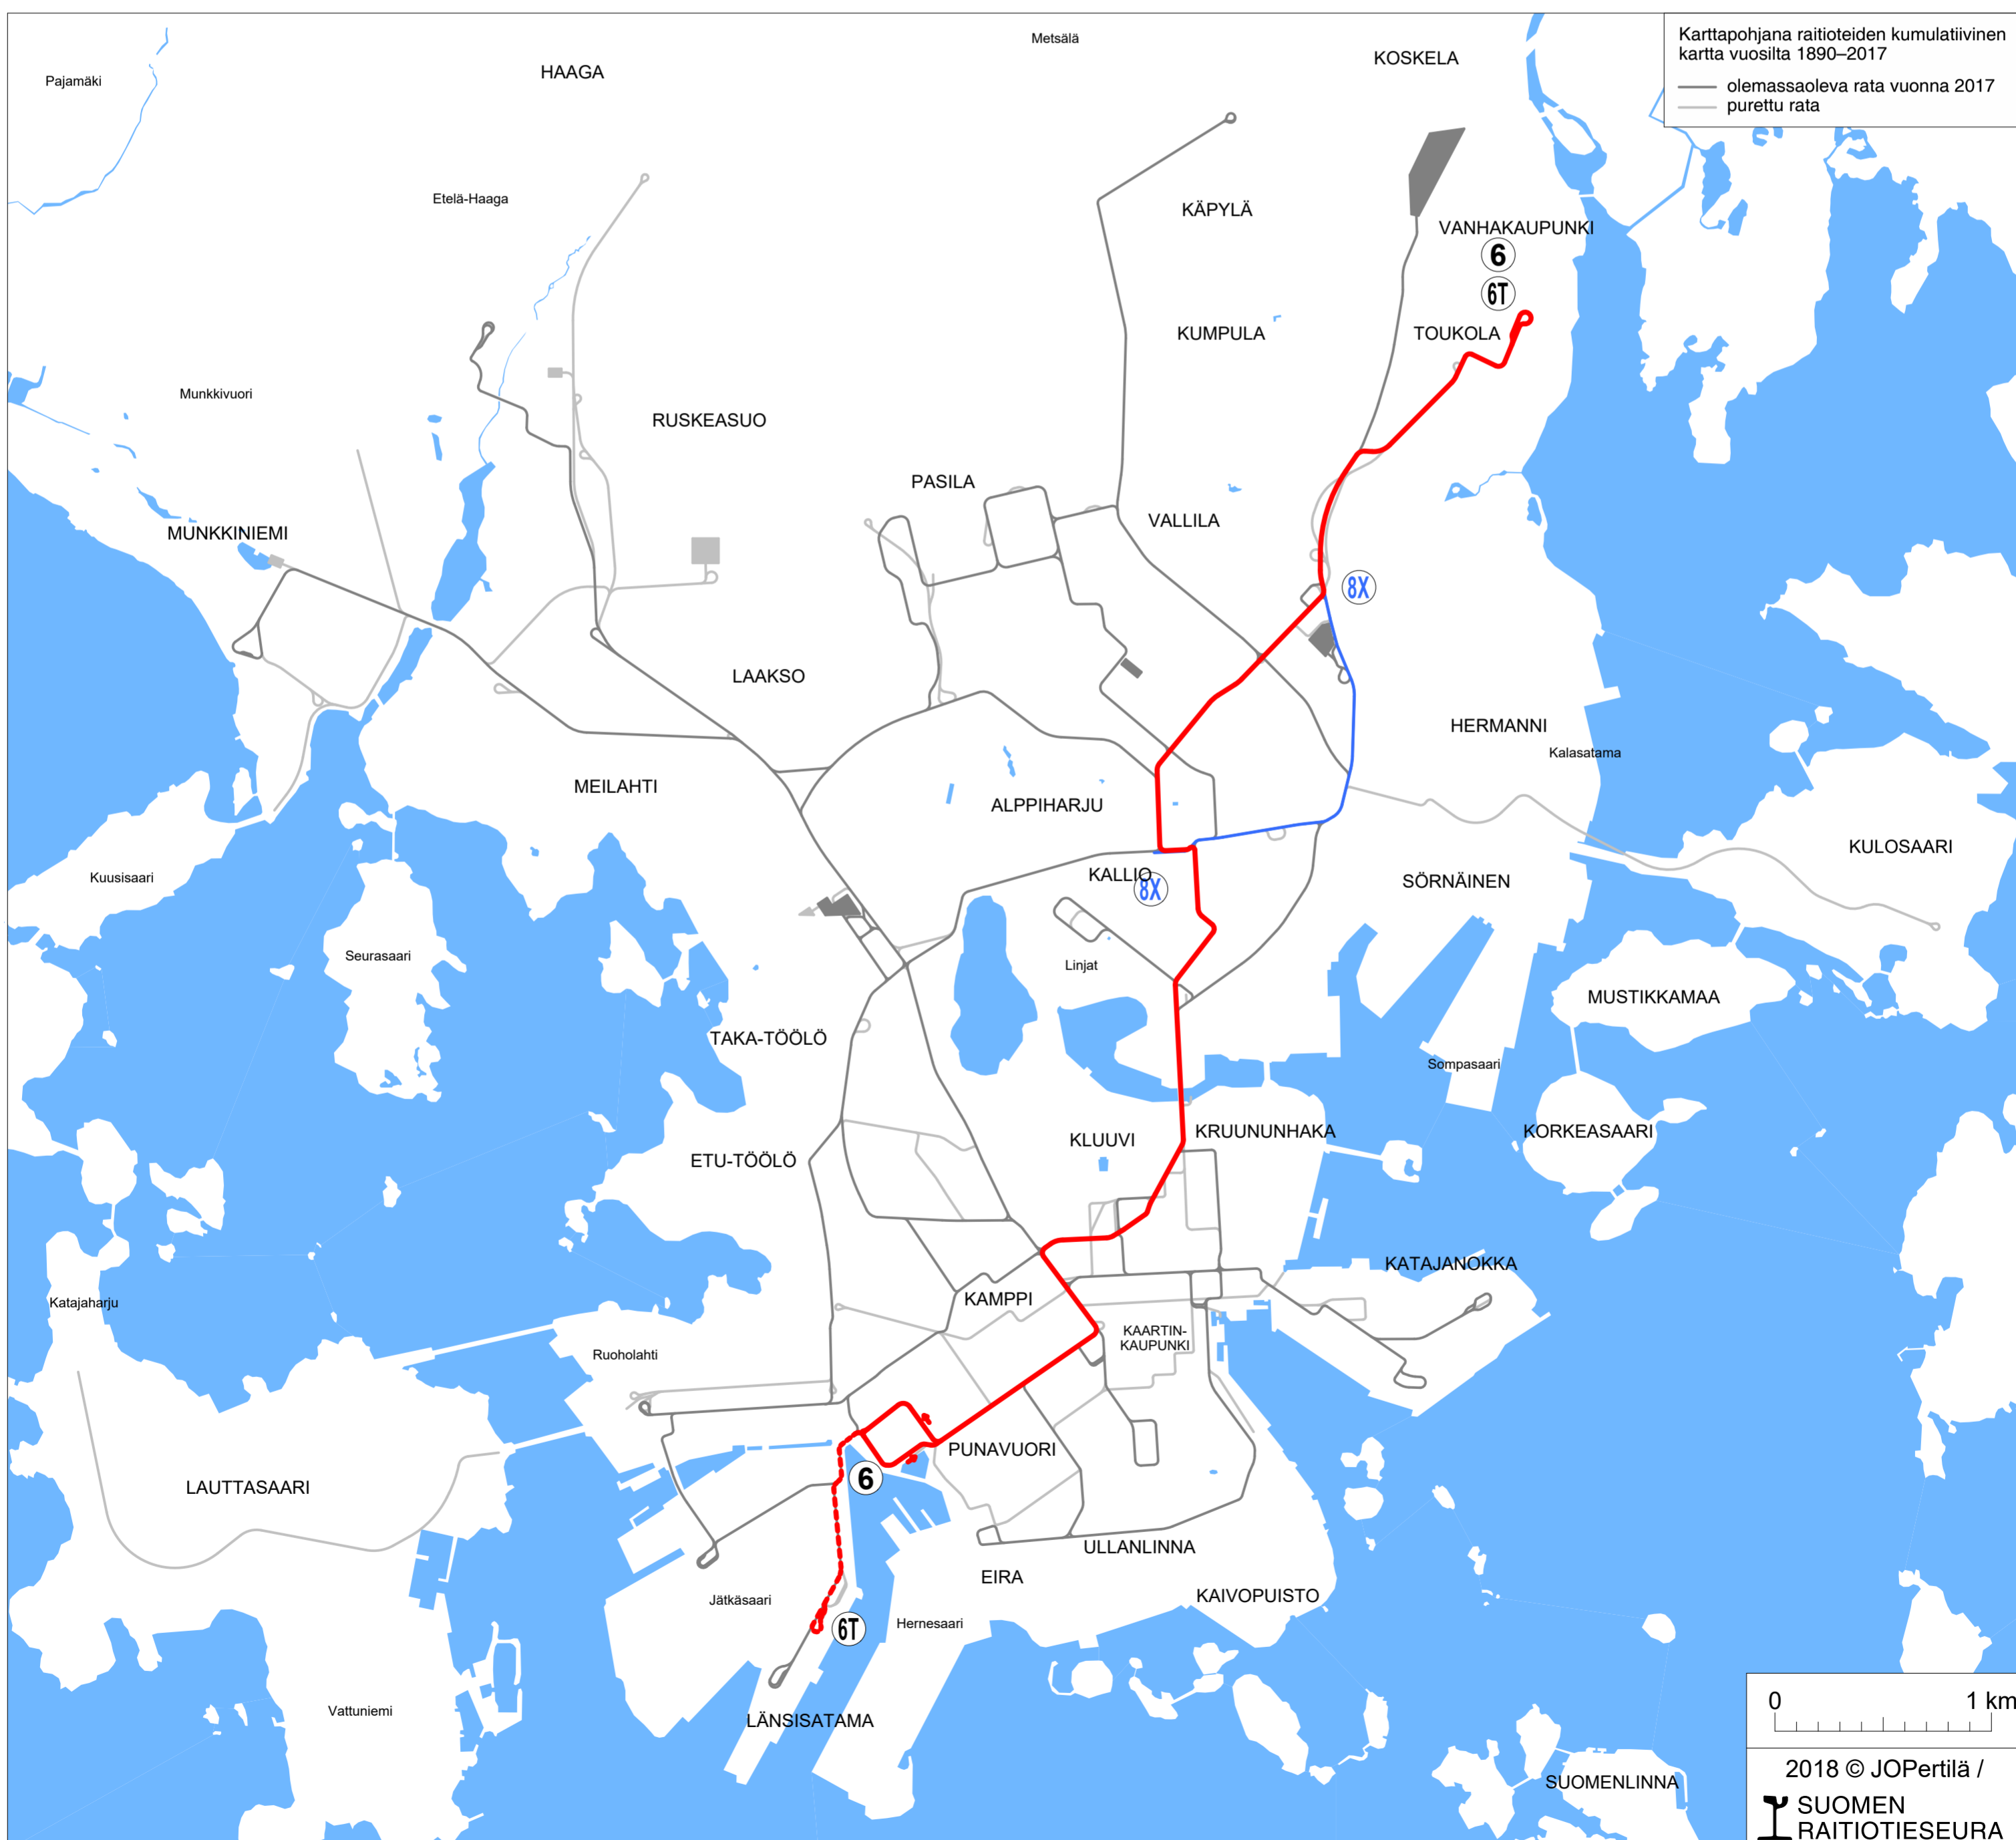 Karttapohjana raitioteiden kumulatiivinen
kartta vuosilta 1890–2017
olemassaoleva rata vuonna 2017
purettu rata
Metsälä
KOSKELA
HAAGA
Pajamäki
Etelä-Haaga
KÄPYLÄ
VANHAKAUPUNKI
6
6T
TOUKOLA
KUMPULA
Munkkivuori
RUSKEASUO
PASILA
VALLILA
MUNKKINIEMI
8X
LAAKSO
HERMANNI
Kalasatama
MEILAHTI
ALPPIHARJU
KULOSAARI
Kuusisaari
KALLIO
8X
SÖRNÄINEN
Seurasaari
Linjat
MUSTIKKAMAA
TAKA-TÖÖLÖ
Sompasaari
KLUUVI
KRUUNUNHAKA
KORKEASAARI
ETU-TÖÖLÖ
KATAJANOKKA
Katajaharju
KAMPPI
KAARTIN-
KAUPUNKI
Ruoholahti
PUNAVUORI
6
LAUTTASAARI
ULLANLINNA
EIRA
KAIVOPUISTO
Jätkäsaari
Hernesaari
6T
Vattuniemi
LÄNSISATAMA
0 1 km
SUOMENLINNA
2018 © JOPertilä /
SUOMEN
RAITIOTIESEURA